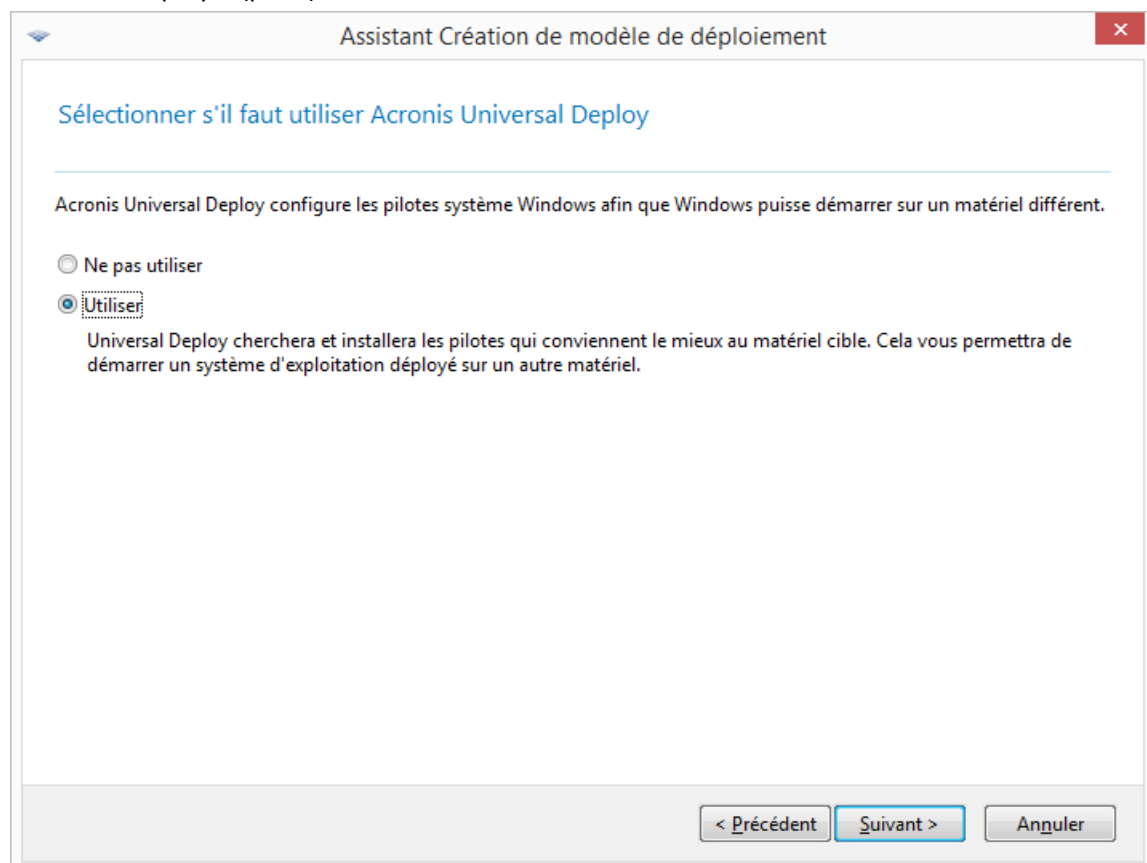 Assistant Création de modèle de déploiement
Sélectionner s'il faut utiliser Acronis Universal Deploy
Acronis Universal Deploy configure les pilotes système Windows afin que Windows puisse démarrer sur un matériel différent.
Ne pas utiliser
Utiliser
Universal Deploy cherchera et installera les pilotes qui conviennent le mieux au matériel cible. Cela vous permettra de
démarrer un système d'exploitation déployé sur un autre matériel.
< Précédent
Suivant >
Annuler